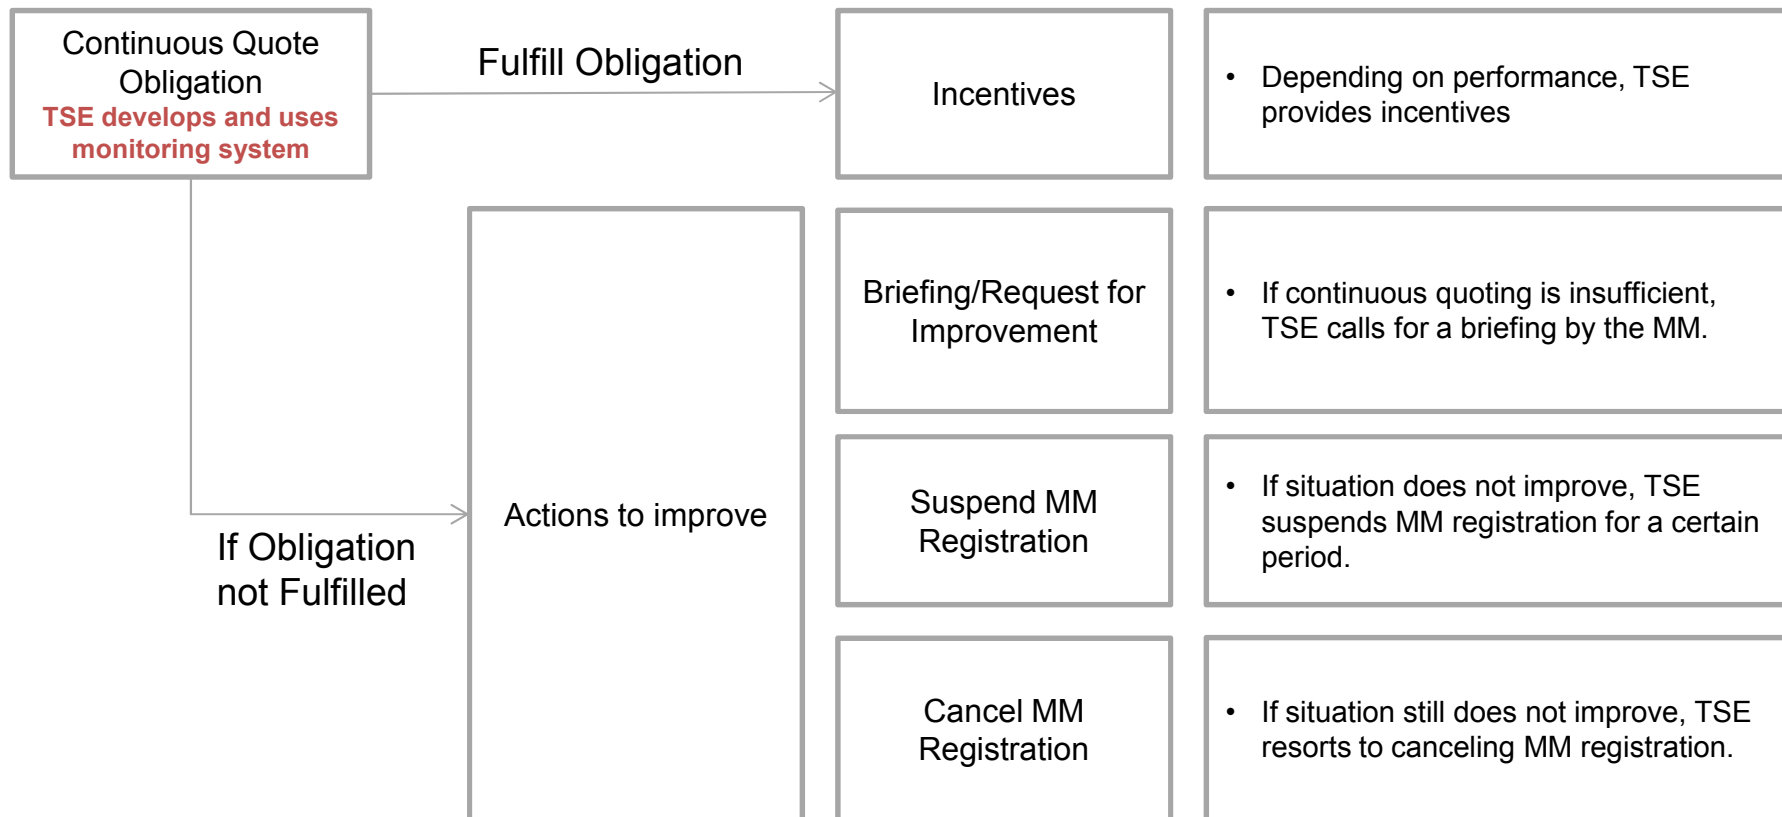 Continuous Quote
Obligation
TSE develops and uses
monitoring system
Fulfill Obligation
Incentives
• Depending on performance, TSE
provides incentives
If Obligation
not Fulfilled
Actions to improve
Briefing/Request for
Improvement
• If continuous quoting is insufficient,
TSE calls for a briefing by the MM.
Suspend MM
Registration
• If situation does not improve, TSE
suspends MM registration for a certain
period.
Cancel MM
Registration
• If situation still does not improve, TSE
resorts to canceling MM registration.